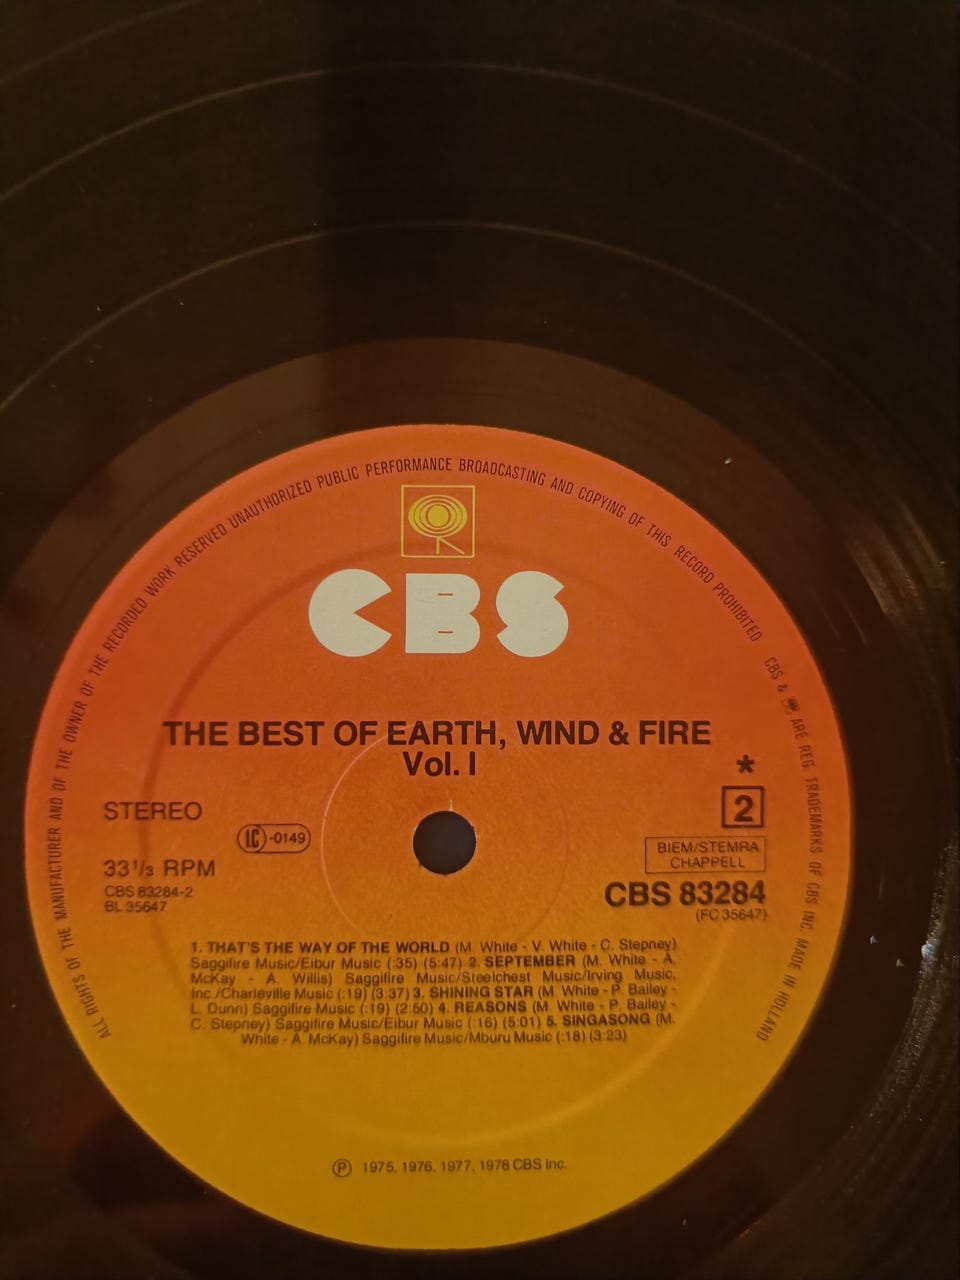 ALL RIGHTS OF THE MANUFACTURER AND OF THE OWNER OF THE RECORDED WORK RESERVED UNAUTHORIZED PUBLIC PERFORMANCE BROADCASTING AND COPYING OF THIS RECORD PROHIBITED CBS & ARE REG. TRADEMARKS OF CBS INC. MADE IN HOLLAND
CBS
THE BEST OF EARTH, WIND & FIRE
Vol. I
*
STEREO
2
IC -0149
BIEM/STEMRA
CHAPPELL
33 1/3 RPM
CBS 83284
CBS 83284-2
(FC 35647)
BL 35647
1. THAT'S THE WAY OF THE WORLD (M. White - V. White - C. Stepney)
Saggifire Music/Eibur Music (:35) (5:47) 2. SEPTEMBER (M. White - A.
McKay - A. Willis) Saggifire Music/Steelchest Music/Irving Music,
Inc./Charleville Music (:19) (3:37) 3. SHINING STAR (M. White - P. Bailey -
L. Dunn) Saggifire Music (:19) (2:50) 4. REASONS (M. White - P. Bailey -
C. Stepney) Saggifire Music/Eibur Music (:16) (5:01) 5. SINGASONG (M.
White - A. McKay) Saggifire Music/Mburu Music (:18) (3:23)
Ⓟ 1975, 1976, 1977, 1978 CBS Inc.